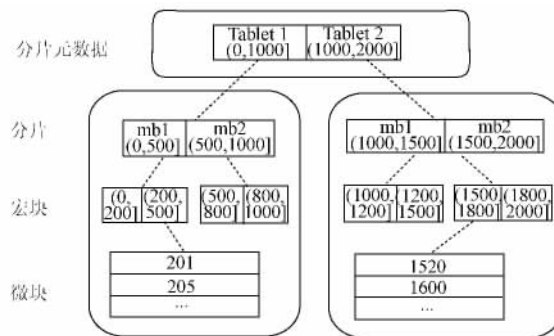 分片元数据
Tablet 1 Tablet 2
(0,1000] (1000,2000]
分片
mb1 mb2
(0,500] (500,1000]
mb1 mb2
(1000,1500] (1500,2000]
宏块
(0, (200, (500, (800,
200] 500] 800] 1000]
(1000, (1200, (1500 (1800,
1200] 1500] 1800] 2000]
微块
201
205
...
1520
1600
...